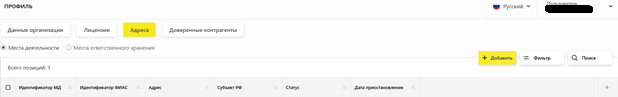 ПРОФИЛЬ
Русский
Пользователь
Данные организации Лицензии Адреса Доверенные контрагенты
Места деятельности Места ответственного хранения
+ Добавить Фильтр Поиск
Всего позиций: 1
Идентификатор МД Идентификатор ФИАС Адрес Субъект РФ Статус Дата приостановления +